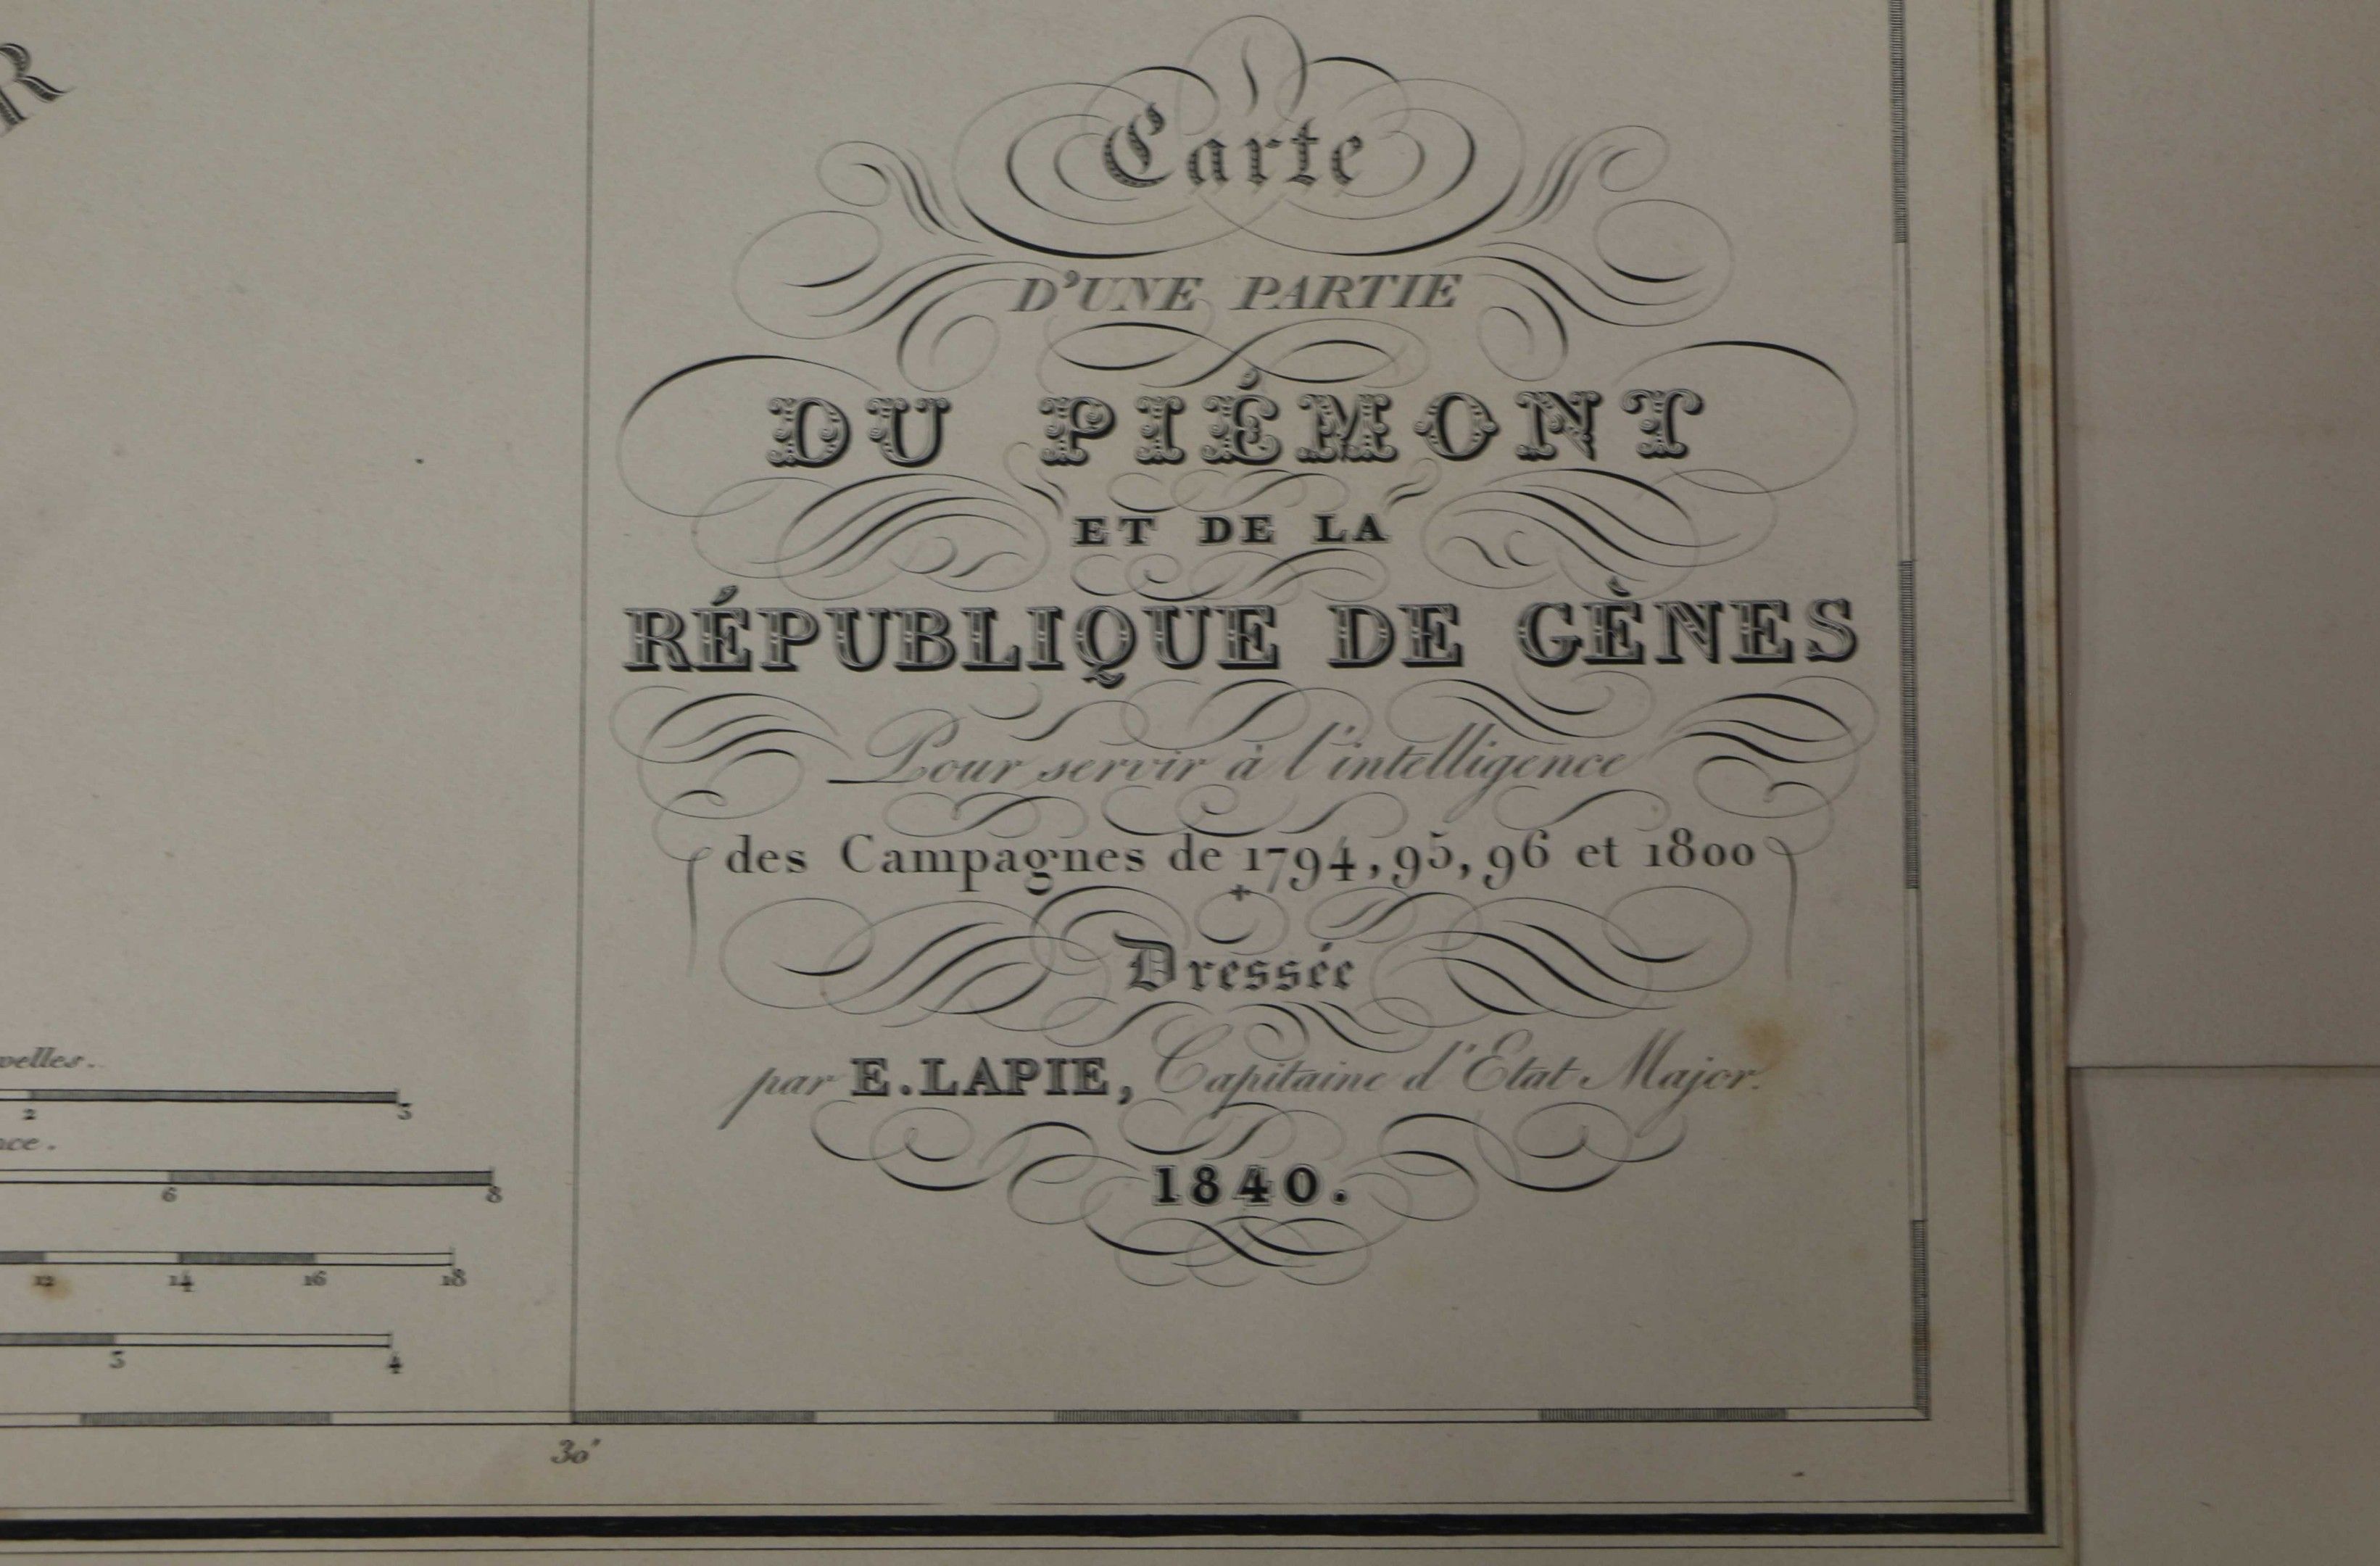 R
Carte
D'UNE PARTIE
DU PIÉMONT
ET DE LA
RÉPUBLIQUE DE GÈNES
Pour servir à l'intelligence
des Campagnes de 1794, 95, 96 et 1800
Dressée
par E. LAPIE, Capitaine d'Etat Major.
1840.
2 3
6 8
12 14 16 18
3 4
30'